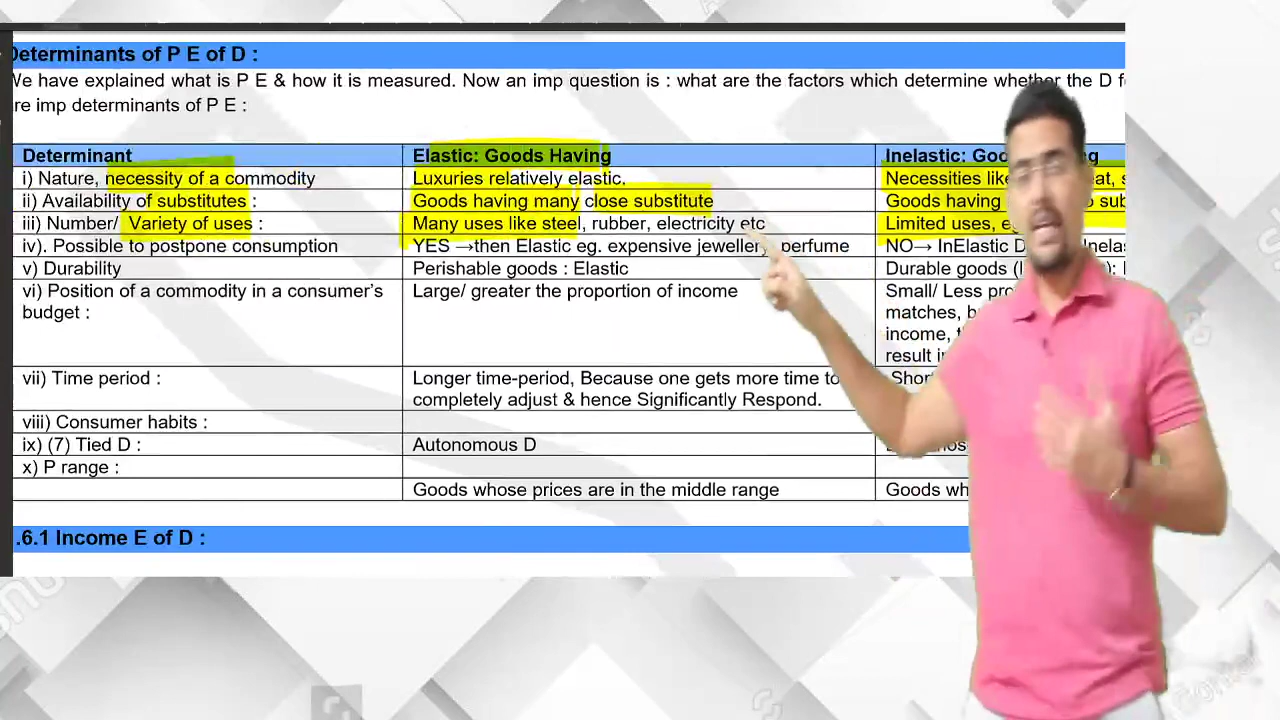 Determinants of P E of D :
We have explained what is P E & how it is measured. Now an imp question is : what are the factors which determine whether the D
re imp determinants of P E :
Determinant Elastic: Goods Having Inelastic:
i) Nature, necessity of a commodity Luxuries relatively elastic. Necessities like
ii) Availability of substitutes : Goods having many close substitute Goods having
iii) Number/ Variety of uses : Many uses like steel, rubber, electricity etc Limited uses,
iv). Possible to postpone consumption YES →then Elastic eg. expensive jewellery, perfume NO→ InElastic
v) Durability Perishable goods : Elastic Durable goods
vi) Position of a commodity in a consumer's Large/ greater the proportion of income Small/ Less
budget : matches,
income,
result
vii) Time period : Longer time-period, Because one gets more time to
completely adjust & hence Significantly Respond.
viii) Consumer habits :
ix) (7) Tied D : Autonomous D
x) P range :
Goods whose prices are in the middle range Goods
.6.1 Income E of D :